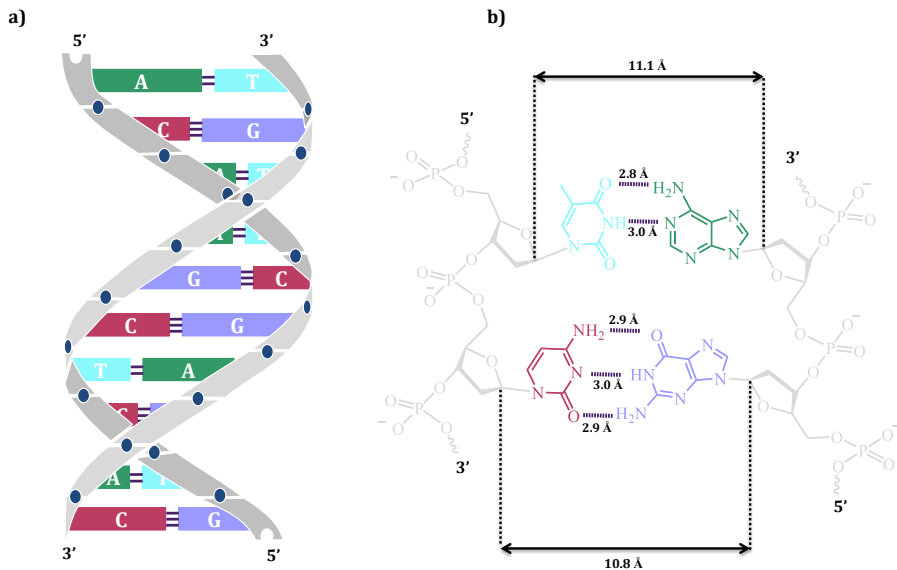 a)
5’ 3’
A T
C G
A T
A T
G C
C G
T A
C G
A T
C G
3’ 5’
b)
11.1 Å
5’
3’
O
P
O
O
O⁻
O
2.8 Å
H₂N
O
NH
3.0 Å
N
N
N
N
N
O
O
O
P
O
O⁻
O
O
O
P
O
O⁻
O
NH₂
2.9 Å
O
N
3.0 Å
HN
N
N
N
N
O
2.9 Å
H₂N
O
O
P
O
O⁻
O
O
P
O
O⁻
O
O
O
P
O
O⁻
O
3’
5’
10.8 Å